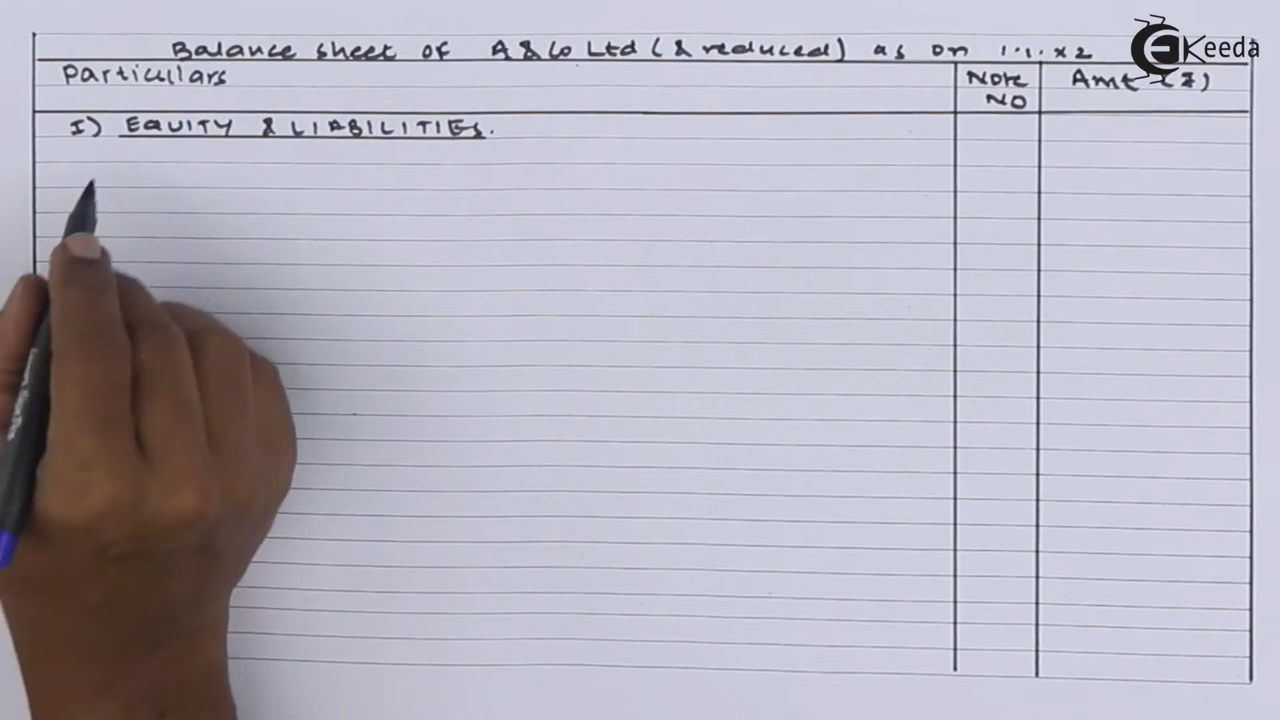 Balance sheet of A & Co Ltd (& reduced) as on 1.1.x2
Particulars
Note No
Amt (₹)
I) EQUITY & LIABILITIES.
Keeda